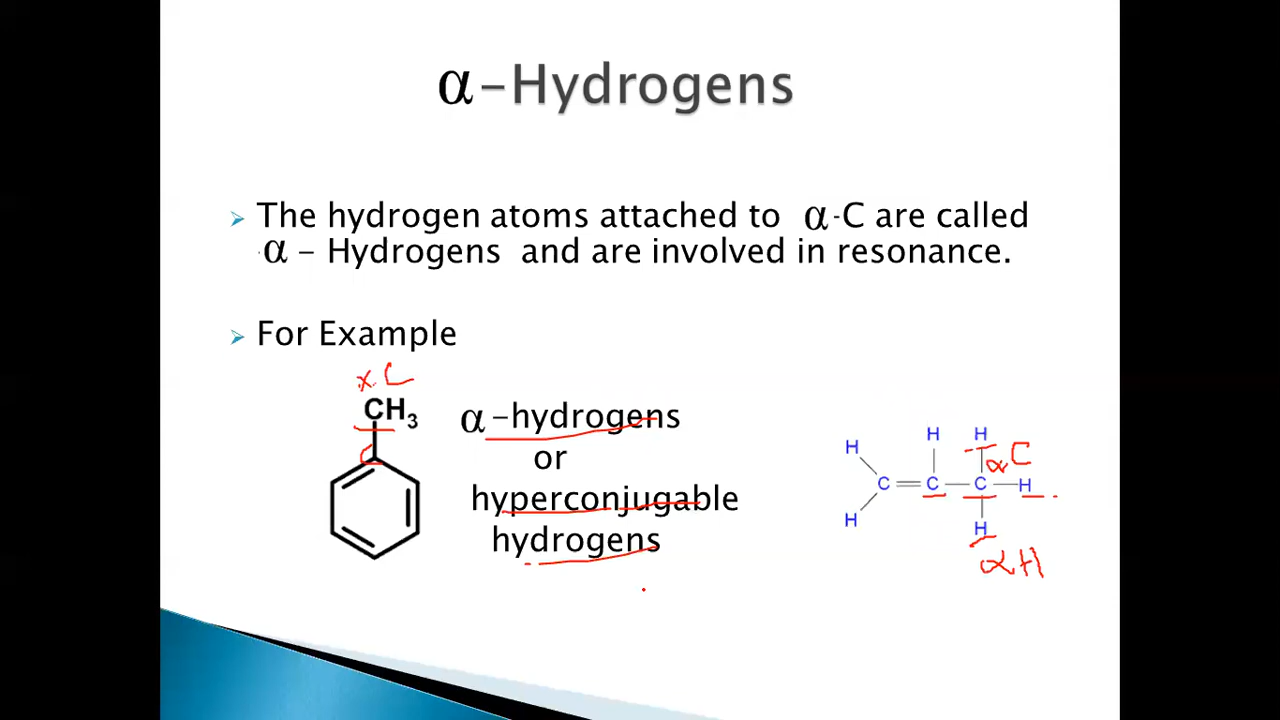 α-Hydrogens
The hydrogen atoms attached to α-C are called
α - Hydrogens and are involved in resonance.
For Example
α C
CH3
C
α-hydrogens
or
hyperconjugable
hydrogens
H H H
α C
C=C-C-H
H H
α H